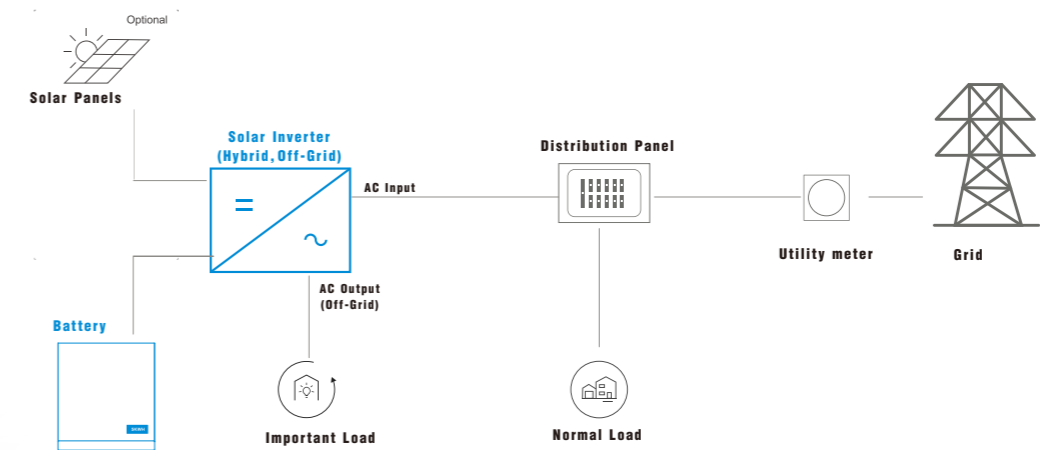 Optional
Solar Panels
Solar Inverter
(Hybrid, Off-Grid)
Distribution Panel
AC Input
Utility meter
Grid
AC Output
(Off-Grid)
Battery
Important Load
Normal Load